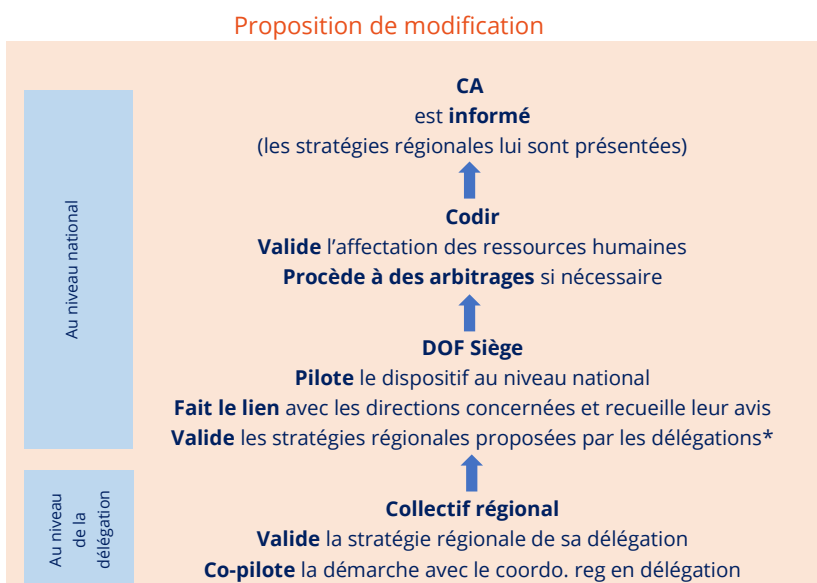 Proposition de modification
Au niveau national
CA
est informé
(les stratégies régionales lui sont présentées)
Codir
Valide l'affectation des ressources humaines
Procède à des arbitrages si nécessaire
DOF Siège
Pilote le dispositif au niveau national
Fait le lien avec les directions concernées et recueille leur avis
Valide les stratégies régionales proposées par les délégations*
Au niveau
de la
délégation
Collectif régional
Valide la stratégie régionale de sa délégation
Co-pilote la démarche avec le coordo. reg en délégation